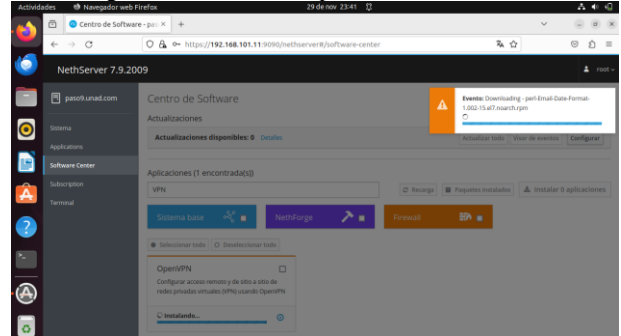 Actividades
Navegador web Firefox
29 de nov 23:41
Centro de Software - pas
https://192.168.101.11:9090/nethserver#/software-center
NethServer 7.9.2009
root
paso9.unad.com
Sistema
Applications
Software Center
Subscription
Terminal
Centro de Software
Actualizaciones
Actualizaciones disponibles: 0 Detalles
Evento: Downloading - perl-Email-Date-Format-
1.002-15.el7.noarch.rpm
Actualizar todo
Visor de eventos
Configurar
Aplicaciones (1 encontrada(s))
VPN
Recarga
Paquetes instalados
Instalar 0 aplicaciones
Sistema base
NethForge
Firewall
Seleccionar todo
Deseleccionar todo
OpenVPN
Configurar acceso remoto y de sitio a sitio de
redes privadas virtuales (VPN) usando OpenVPN
Instalando...